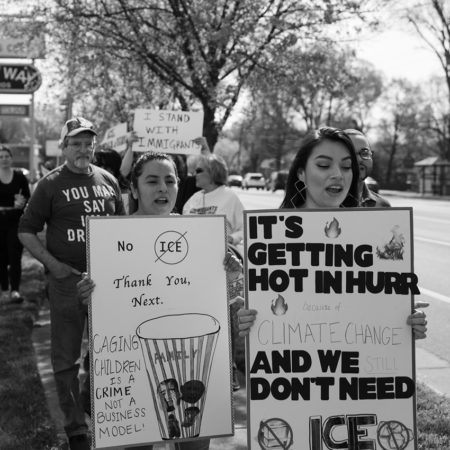 WAY
I STAND
WITH
IMMIGRANTS
YOU MAY
SAY
No ICE
Thank You,
Next.
FAMILY
CAGING
CHILDREN
IS A
CRIME
NOT A
BUSINESS
MODEL!
IT'S
GETTING
HOT IN HURR
Because of
CLIMATE CHANGE
AND WE STILL
DON'T NEED
ICE